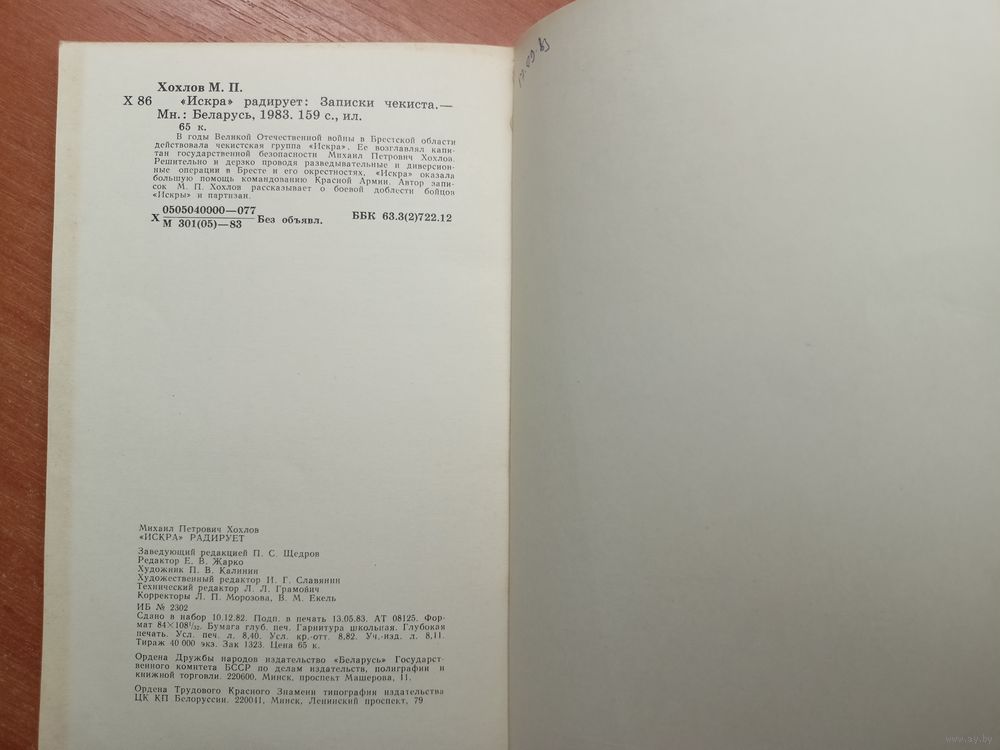 Хохлов М. П.
Х 86 «Искра» радирует: Записки чекиста.—
Мн.: Беларусь, 1983. 159 с., ил.
65 к.
В годы Великой Отечественной войны в Брестской области
действовала чекистская группа «Искра». Ее возглавлял капи-
тан государственной безопасности Михаил Петрович Хохлов.
Решительно и дерзко проводя разведывательные и диверсион-
ные операции в Бресте и его окрестностях, «Искра» оказала
большую помощь командованию Красной Армии. Автор запи-
сок М. П. Хохлов рассказывает о боевой доблести бойцов
«Искры» и партизан.
0505040000—077
Х Без объявл. ББК 63.3(2)722.12
М 301(05)—83
Михаил Петрович Хохлов
«ИСКРА» РАДИРУЕТ
Заведующий редакцией П. С. Щедров
Редактор Е. В. Жарко
Художник П. В. Калинин
Художественный редактор И. Г. Славянин
Технический редактор Л. Л. Грамович
Корректоры Л. П. Морозова, В. М. Екель
ИБ № 2302
Сдано в набор 10.12.82. Подп. в печать 13.05.83. АТ 08125. Фор-
мат 84×108¹/₃₂. Бумага глуб. печ. Гарнитура школьная. Глубокая
печать. Усл. печ. л. 8,40. Усл. кр.-отт. 8,82. Уч.-изд. л. 8,11.
Тираж 40 000 экз. Зак 1323. Цена 65 к.
Ордена Дружбы народов издательство «Беларусь» Государст-
венного комитета БССР по делам издательств, полиграфии и
книжной торговли. 220600, Минск, проспект Машерова, 11.
Ордена Трудового Красного Знамени типография издательства
ЦК КП Белоруссии. 220041, Минск, Ленинский проспект, 79
17.09.83
www.ay.by